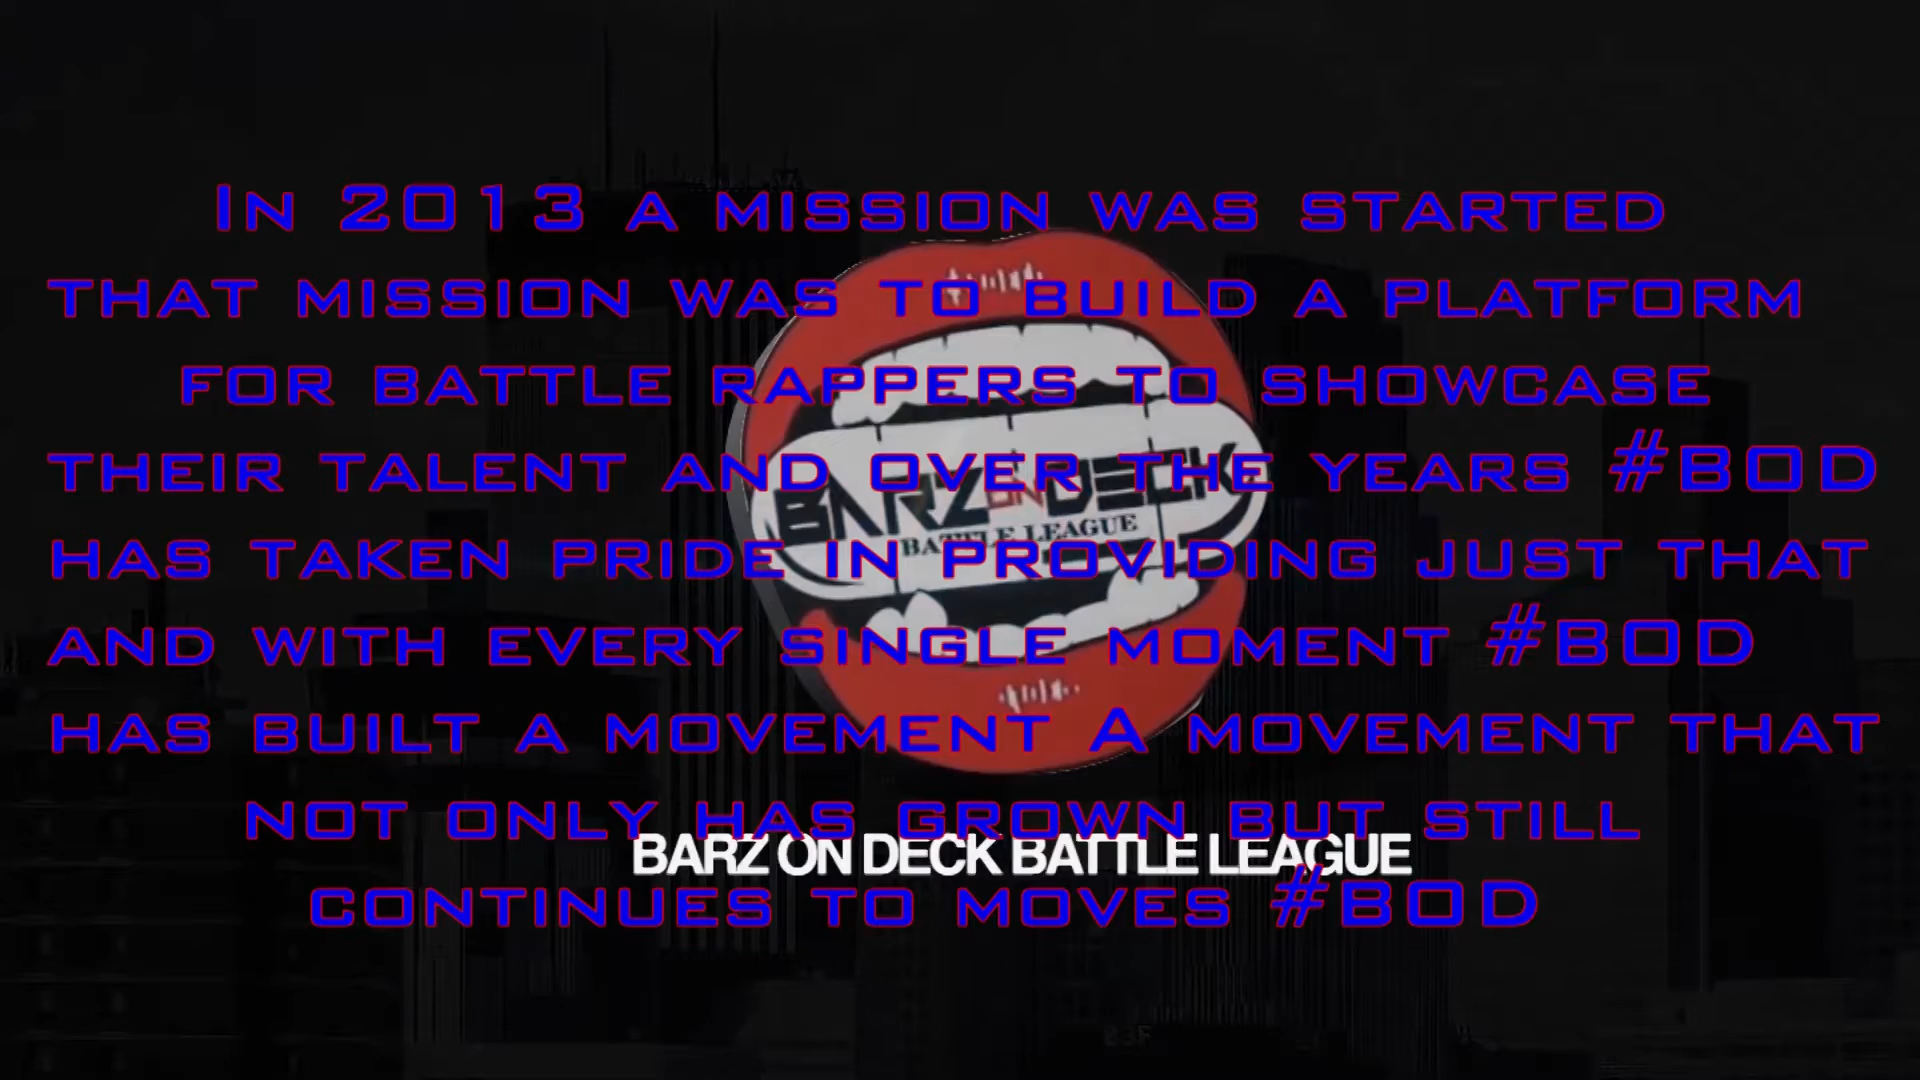 In 2013 a mission was started
that mission was to build a platform
for battle rappers to showcase
their talent and over the years #BOD
has taken pride in providing just that
and with every single moment #BOD
has built a movement A movement that
not only has grown but still
continues to moves #BOD
BARZ ON DECK
BATTLE LEAGUE
BARZ ON DECK BATTLE LEAGUE